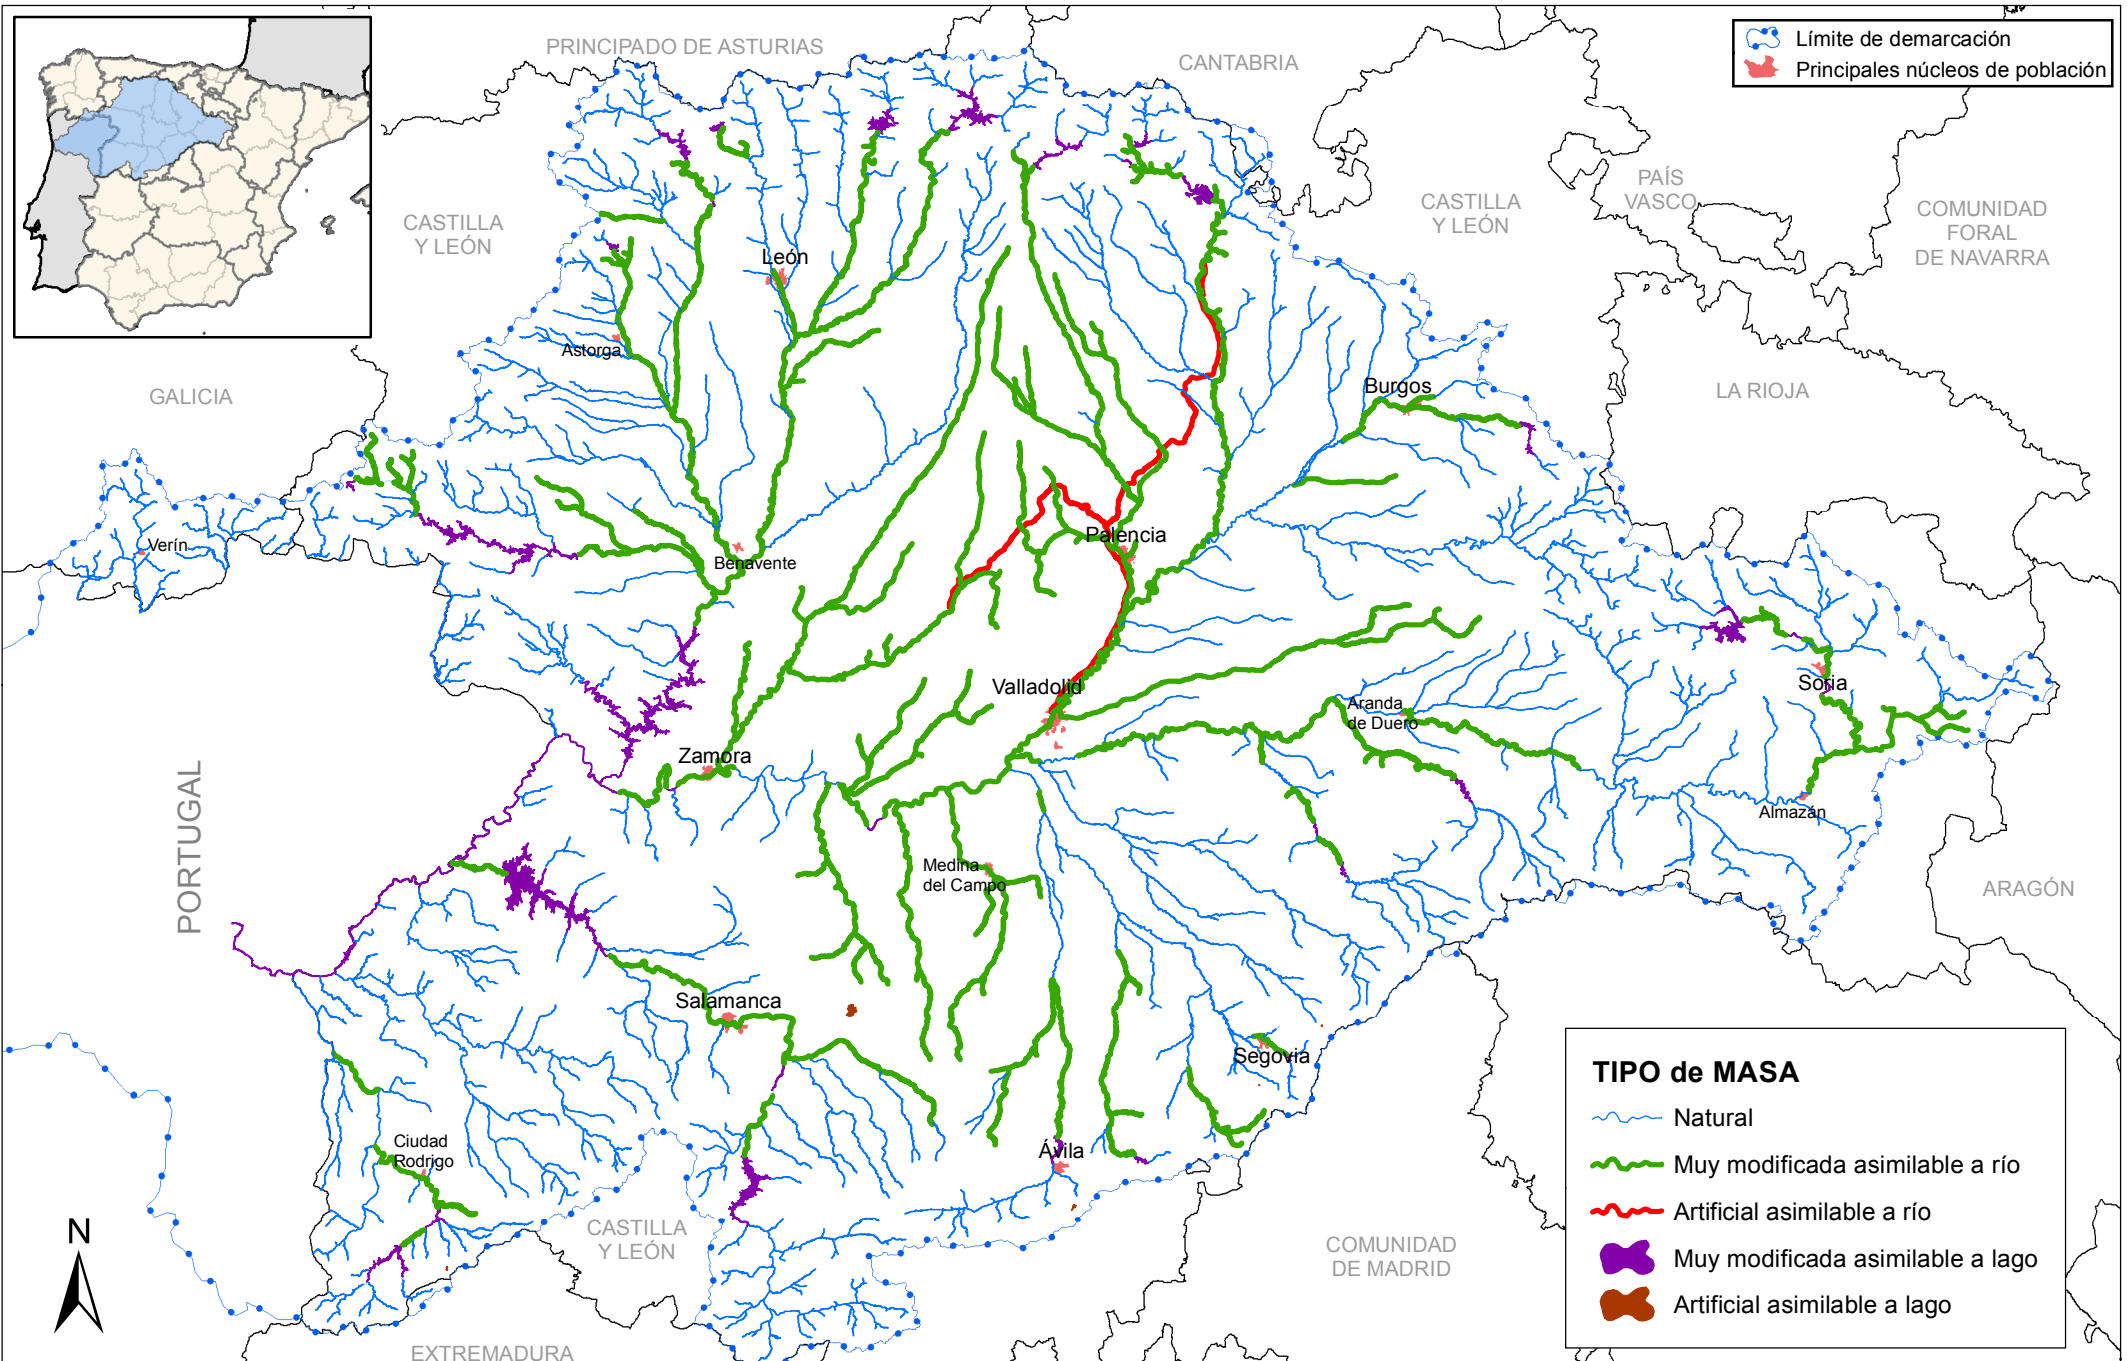 PRINCIPADO DE ASTURIAS
CANTABRIA
Límite de demarcación
Principales núcleos de población
CASTILLA
Y LEÓN
CASTILLA
Y LEÓN
PAÍS
VASCO
COMUNIDAD
FORAL
DE NAVARRA
León
Astorga
GALICIA
Burgos
LA RIOJA
Verín
Benavente
Palencia
Valladolid
Aranda
de Duero
Soria
Zamora
Almazán
PORTUGAL
Medina
del Campo
ARAGÓN
Salamanca
Segovia
Ciudad
Rodrigo
Ávila
CASTILLA
Y LEÓN
COMUNIDAD
DE MADRID
EXTREMADURA
N
TIPO de MASA
Natural
Muy modificada asimilable a río
Artificial asimilable a río
Muy modificada asimilable a lago
Artificial asimilable a lago